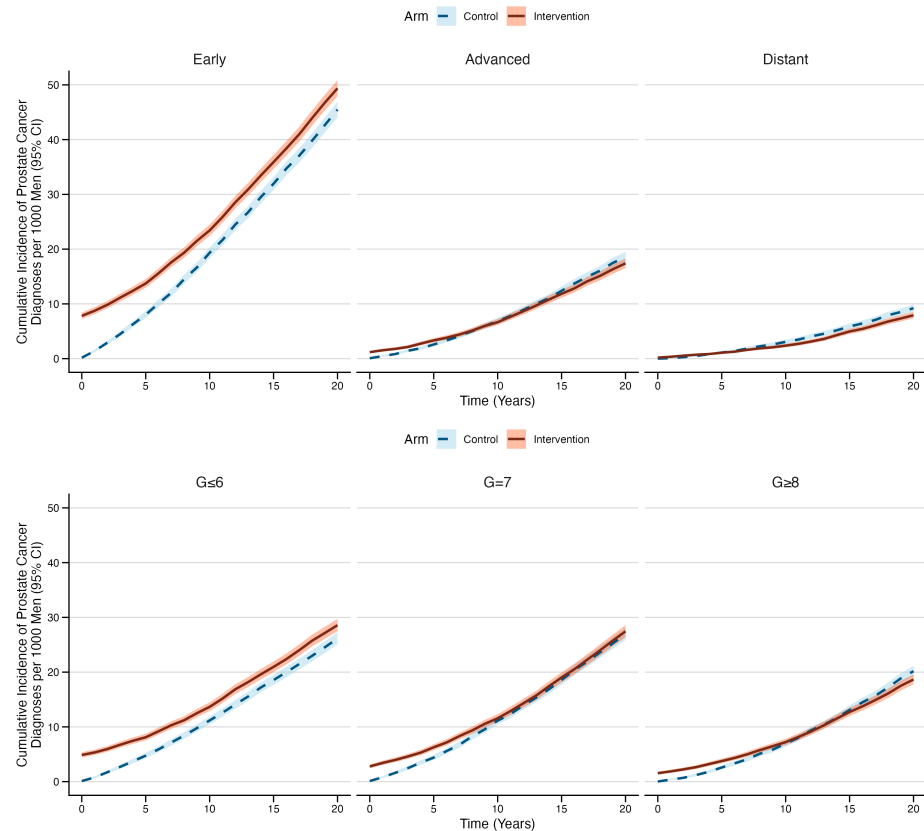 Arm Control Intervention
Early Advanced Distant
Cumulative Incidence of Prostate Cancer
Diagnoses per 1000 Men (95% CI)
50
40
30
20
10
0
0 5 10 15 20 0 5 10 15 20 0 5 10 15 20
Time (Years)
Arm Control Intervention
G≤6 G=7 G≥8
Cumulative Incidence of Prostate Cancer
Diagnoses per 1000 Men (95% CI)
50
40
30
20
10
0
0 5 10 15 20 0 5 10 15 20 0 5 10 15 20
Time (Years)